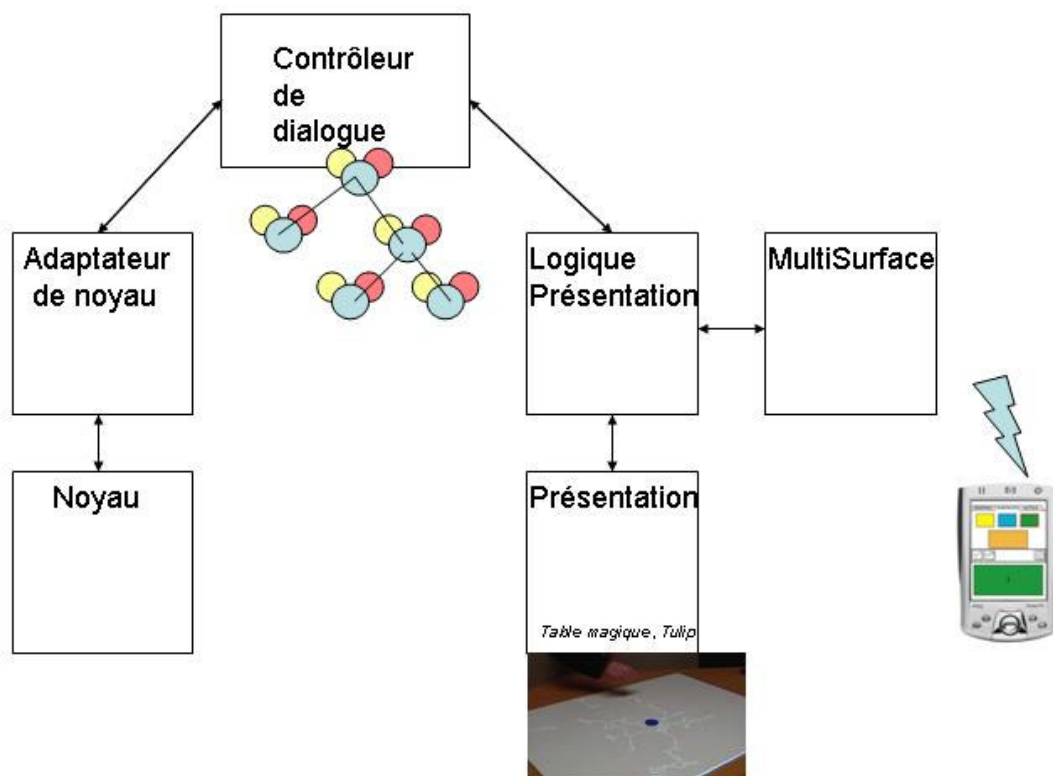 Contrôleur
de
dialogue
Adaptateur
de noyau
Logique
Présentation
MultiSurface
Noyau
Présentation
Table magique, Tulip